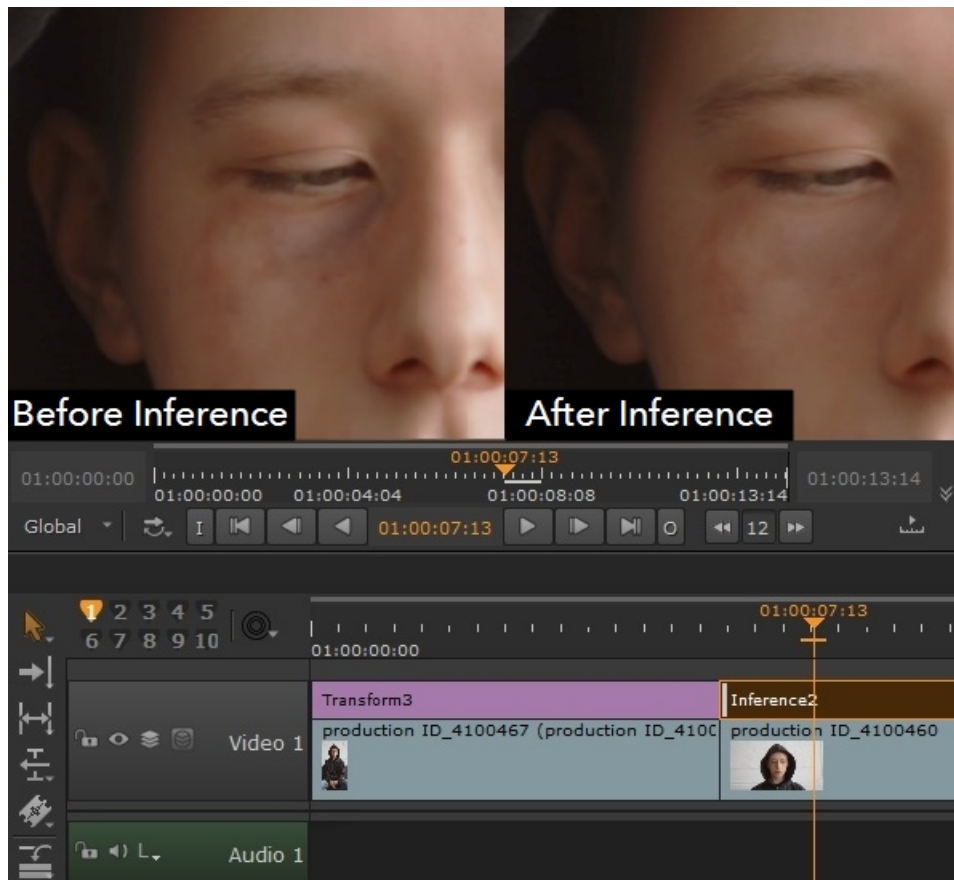 Before Inference
After Inference
01:00:07:13
01:00:00:00
01:00:13:14
01:00:00:00
01:00:04:04
01:00:08:08
01:00:13:14
Global
I
01:00:07:13
O
12
1 2 3 4 5
6 7 8 9 10
01:00:07:13
01:00:00:00
Transform3
Inference2
production ID_4100467 (production ID_410
production ID_4100460
Video 1
L
Audio 1